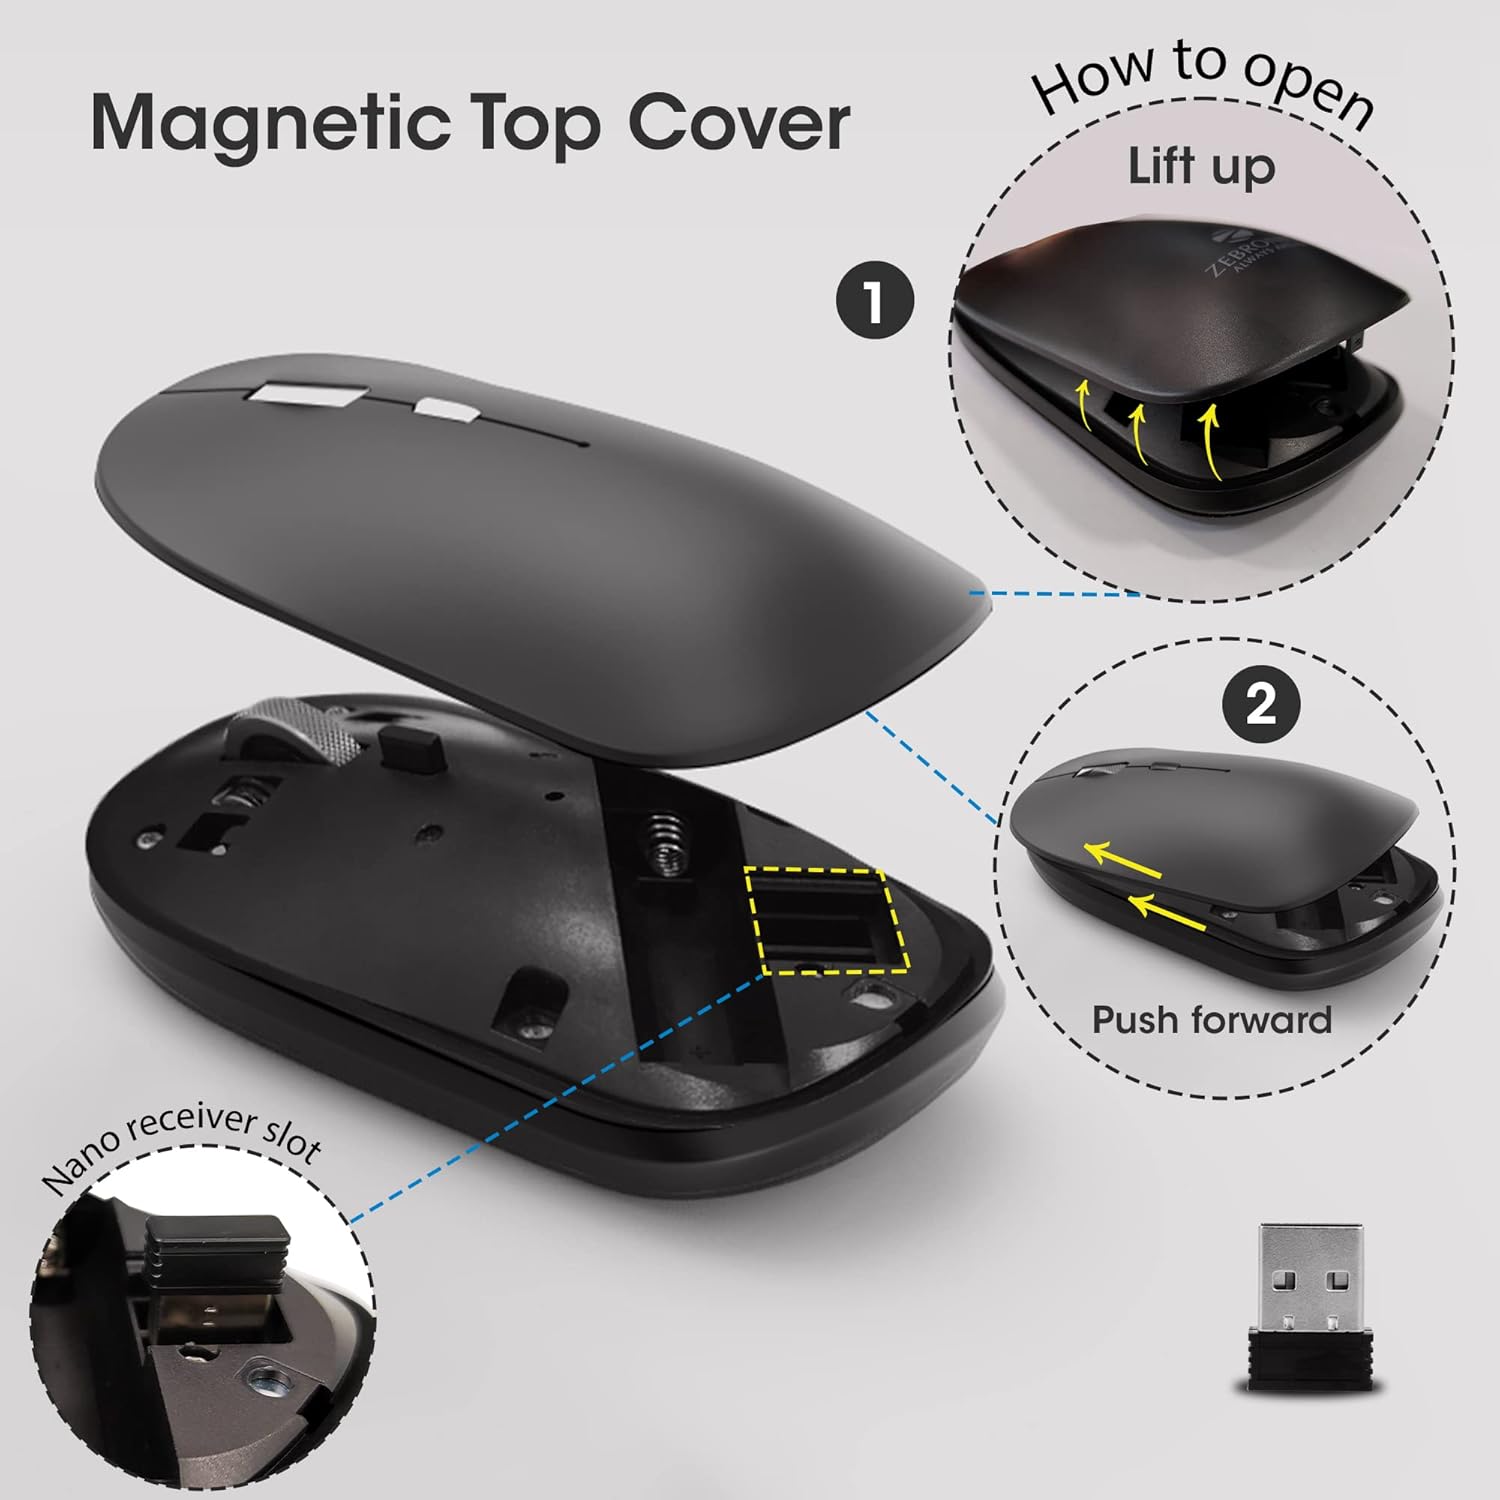 Magnetic Top Cover
How to open
Lift up
1
2
Push forward
Nano receiver slot